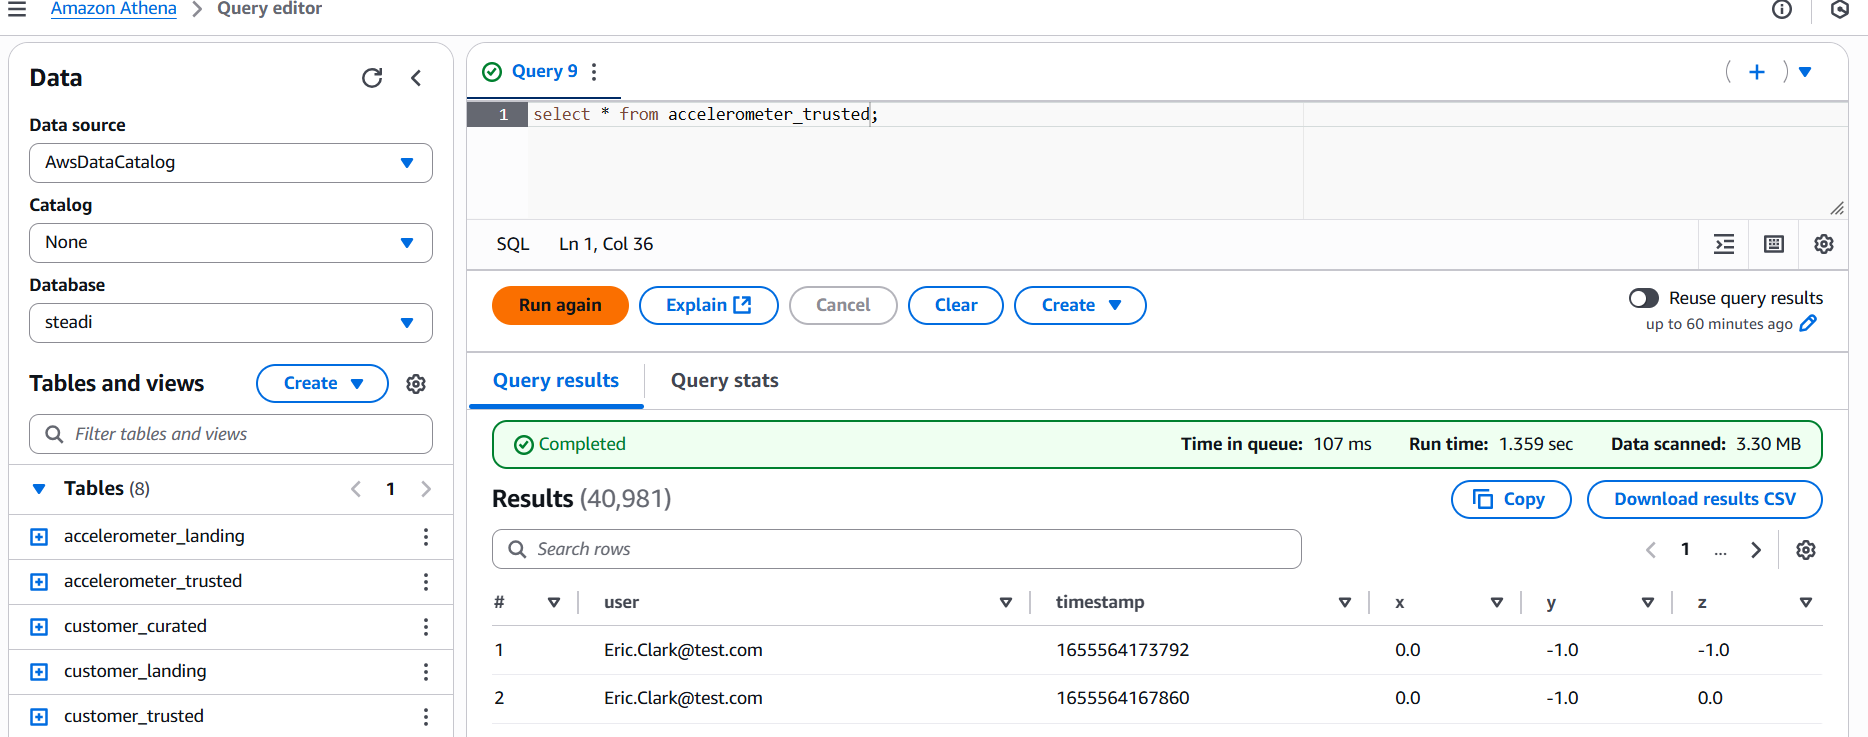 Amazon Athena > Query editor
Data
Data source
AwsDataCatalog
Catalog
None
Database
steadi
Tables and views
Create
Filter tables and views
Tables (8)
1
accelerometer_landing
accelerometer_trusted
customer_curated
customer_landing
customer_trusted
Query 9
1 select * from accelerometer_trusted;
SQL Ln 1, Col 36
Run again Explain Cancel Clear Create
Reuse query results
up to 60 minutes ago
Query results Query stats
Completed Time in queue: 107 ms Run time: 1.359 sec Data scanned: 3.30 MB
Results (40,981) Copy Download results CSV
Search rows 1 ...
# user timestamp x y z
1 Eric.Clark@test.com 1655564173792 0.0 -1.0 -1.0
2 Eric.Clark@test.com 1655564167860 0.0 -1.0 0.0